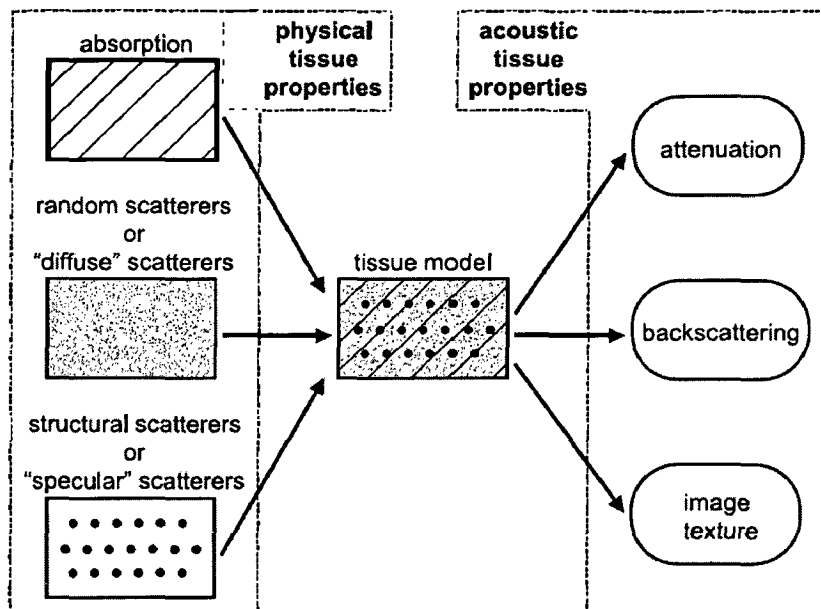 absorption
physical
tissue
properties
acoustic
tissue
properties
attenuation
random scatterers
or
"diffuse" scatterers
tissue model
backscattering
structural scatterers
or
"specular" scatterers
image
texture